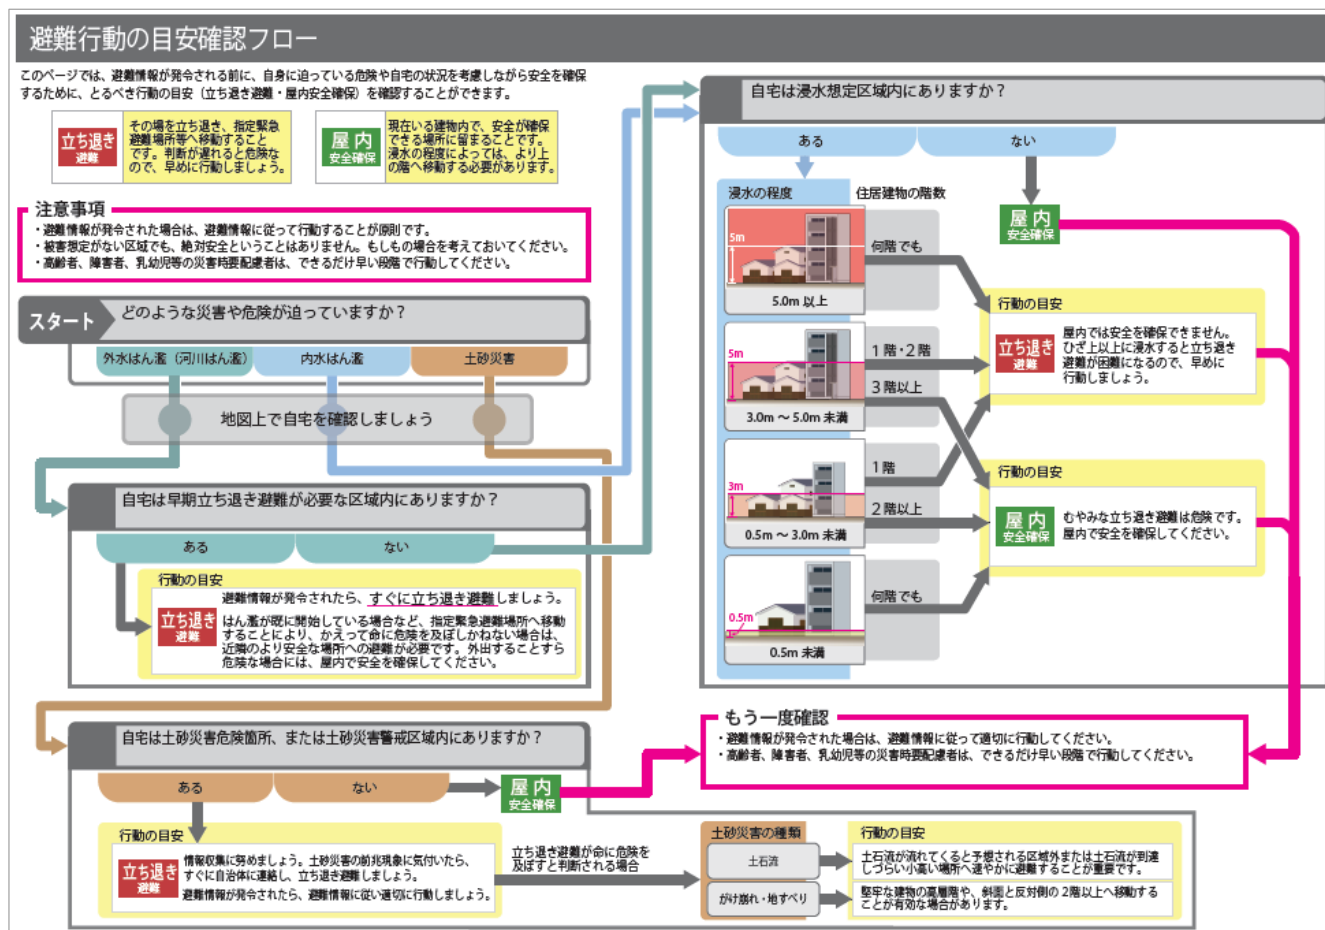 避難行動の目安確認フロー
このページでは、避難情報が発令される前に、自身に迫っている危険や自宅の状況を考慮しながら安全を確保
するために、とるべき行動の目安（立ち退き避難・屋内安全確保）を確認することができます。
立ち退き
避難
その場を立ち退き、指定緊急
避難場所等へ移動すること
です。判断が遅れると危険な
ので、早めに行動しましょう。
屋内
安全確保
現在いる建物内で、安全が確保
できる場所に留まることです。
浸水の程度によっては、より上
の階へ移動する必要があります。
注意事項
・避難情報が発令された場合は、避難情報に従って行動することが原則です。
・被害想定がない区域でも、絶対安全ということはありません。もしもの場合を考えておいてください。
・高齢者、障害者、乳幼児等の災害時要配慮者は、できるだけ早い段階で行動してください。
スタート
どのような災害や危険が迫っていますか？
外水はん濫（河川はん濫）
内水はん濫
土砂災害
地図上で自宅を確認しましょう
自宅は早期立ち退き避難が必要な区域内にありますか？
ある
ない
行動の目安
避難情報が発令されたら、すぐに立ち退き避難しましょう。
立ち退き
避難
はん濫が既に開始している場合など、指定緊急避難場所へ移動
することにより、かえって命に危険を及ぼしかねない場合は、
近隣のより安全な場所への避難が必要です。外出することすら
危険な場合には、屋内で安全を確保してください。
自宅は土砂災害危険箇所、または土砂災害警戒区域内にありますか？
ある
ない
屋内
安全確保
行動の目安
立ち退き
避難
情報収集に努めましょう。土砂災害の前兆現象に気付いたら、
すぐに自治体に連絡し、立ち退き避難しましょう。
避難情報が発令されたら、避難情報に従い適切に行動しましょう。
立ち退き避難が命に危険を
及ぼすと判断される場合
土砂災害の種類
土石流
がけ崩れ・地すべり
行動の目安
土石流が流れてくると予想される区域外または土石流が到達
しづらい小高い場所へ速やかに避難することが重要です。
堅牢な建物の高層階や、斜面と反対側の２階以上へ移動する
ことが有効な場合があります。
自宅は浸水想定区域内にありますか？
ある
ない
屋内
安全確保
浸水の程度
住居建物の階数
5m
5.0m 以上
何階でも
5m
3.0m ～ 5.0m 未満
１階・２階
３階以上
3m
0.5m ～ 3.0m 未満
１階
２階以上
0.5m
0.5m 未満
何階でも
行動の目安
立ち退き
避難
屋内では安全を確保できません。
ひざ上以上に浸水すると立ち退き
避難が困難になるので、早めに
行動しましょう。
行動の目安
屋内
安全確保
むやみな立ち退き避難は危険です。
屋内で安全を確保してください。
もう一度確認
・避難情報が発令された場合は、避難情報に従って適切に行動してください。
・高齢者、障害者、乳幼児等の災害時要配慮者は、できるだけ早い段階で行動してください。